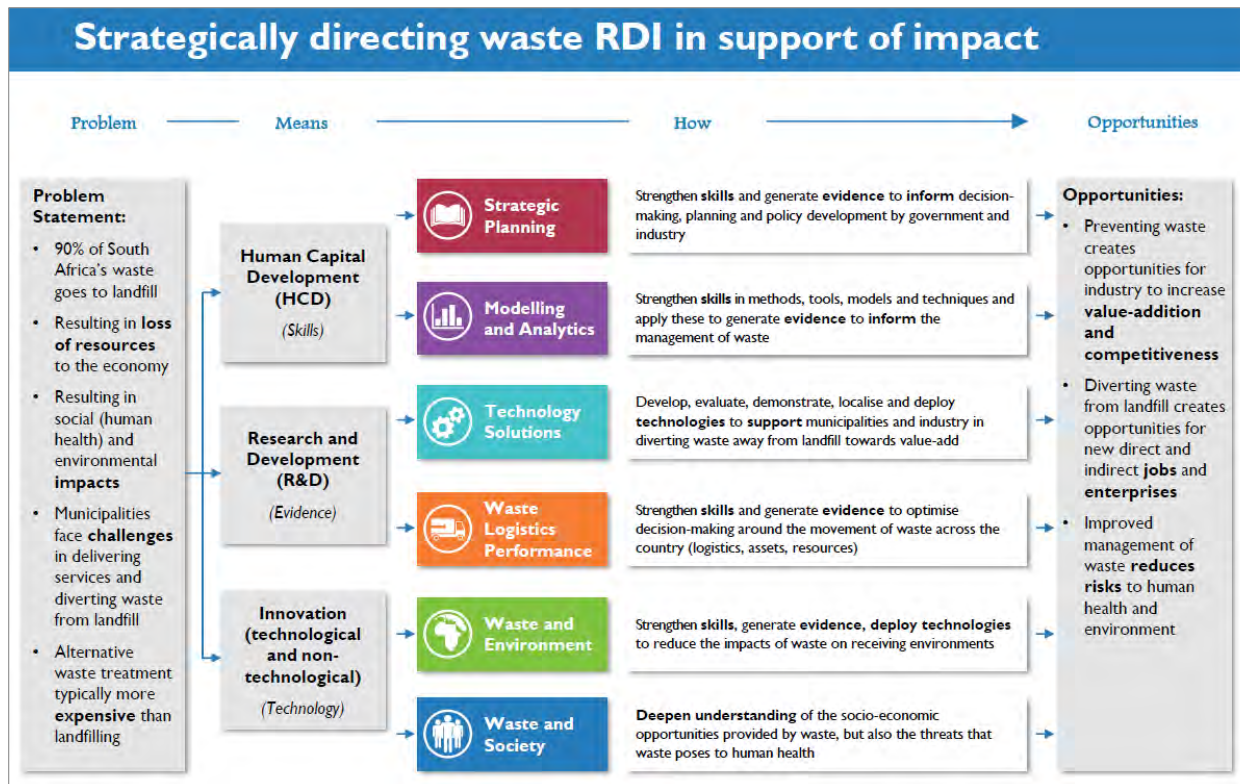 Strategically directing waste RDI in support of impact
Problem
Means
How
Opportunities
Problem
Statement:
• 90% of South
Africa's waste
goes to landfill
• Resulting in loss
of resources
to the economy
• Resulting in
social (human
health) and
environmental
impacts
• Municipalities
face challenges
in delivering
services and
diverting waste
from landfill
• Alternative
waste treatment
typically more
expensive than
landfilling
Human Capital
Development
(HCD)
(Skills)
Research and
Development
(R&D)
(Evidence)
Innovation
(technological
and non-
technological)
(Technology)
Strategic
Planning
Strengthen skills and generate evidence to inform decision-
making, planning and policy development by government and
industry
Modelling
and Analytics
Strengthen skills in methods, tools, models and techniques and
apply these to generate evidence to inform the
management of waste
Technology
Solutions
Develop, evaluate, demonstrate, localise and deploy
technologies to support municipalities and industry in
diverting waste away from landfill towards value-add
Waste
Logistics
Performance
Strengthen skills and generate evidence to optimise
decision-making around the movement of waste across the
country (logistics, assets, resources)
Waste and
Environment
Strengthen skills, generate evidence, deploy technologies
to reduce the impacts of waste on receiving environments
Waste and
Society
Deepen understanding of the socio-economic
opportunities provided by waste, but also the threats that
waste poses to human health
Opportunities:
• Preventing waste
creates
opportunities for
industry to increase
value-addition
and
competitiveness
• Diverting waste
from landfill creates
opportunities for
new direct and
indirect jobs and
enterprises
• Improved
management of
waste reduces
risks to human
health and
environment